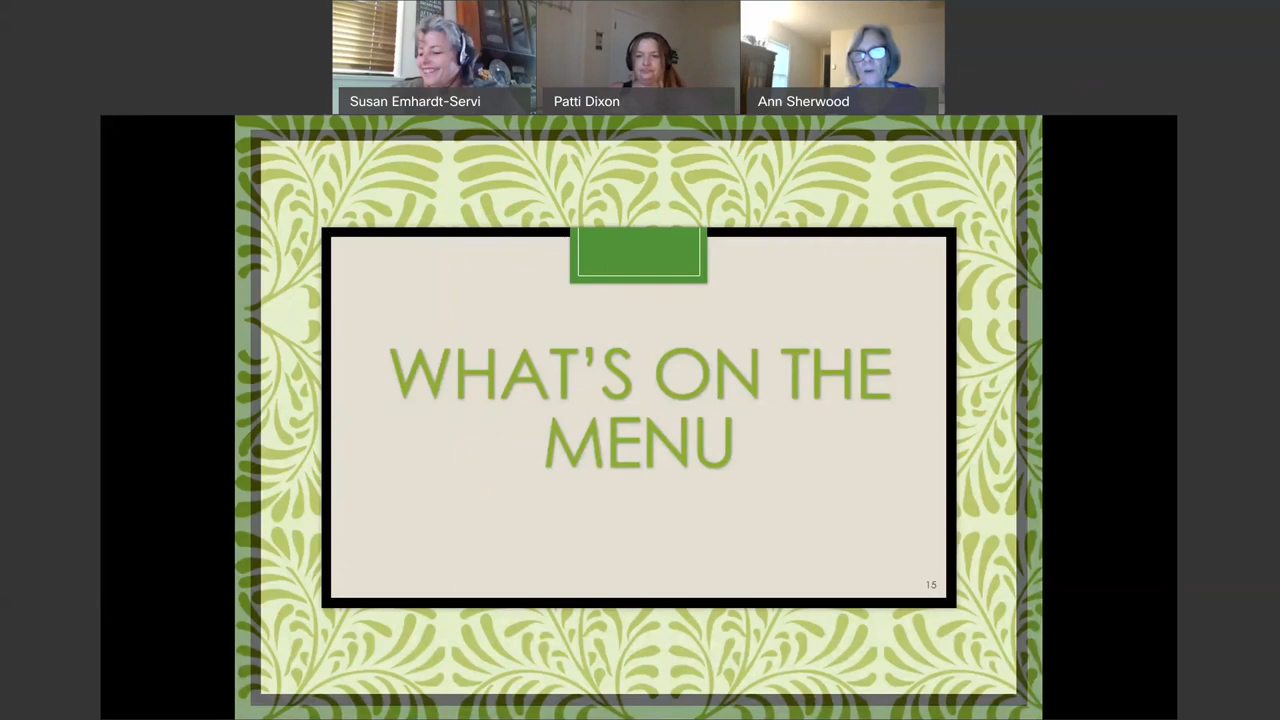 Susan Emhardt-Servi
Patti Dixon
Ann Sherwood
WHAT’S ON THE
MENU
15